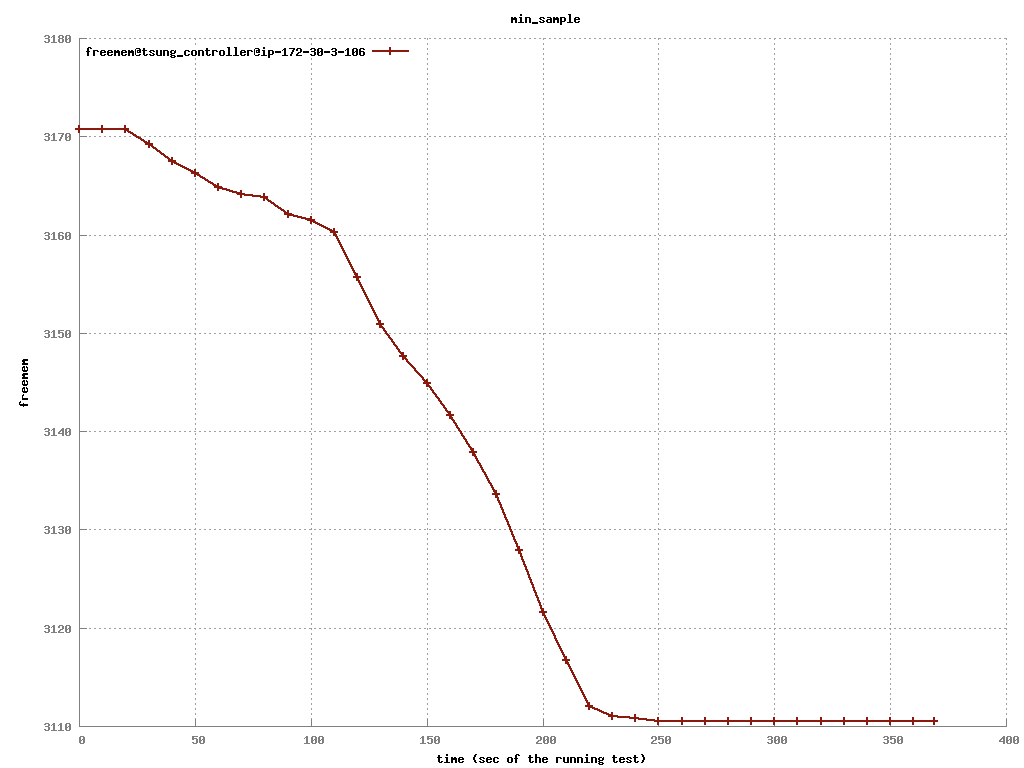 min_sample
freemem@tsung_controller@ip-172-30-3-106
3180
3170
3160
3150
3140
3130
3120
3110
freemem
0 50 100 150 200 250 300 350 400
time (sec of the running test)